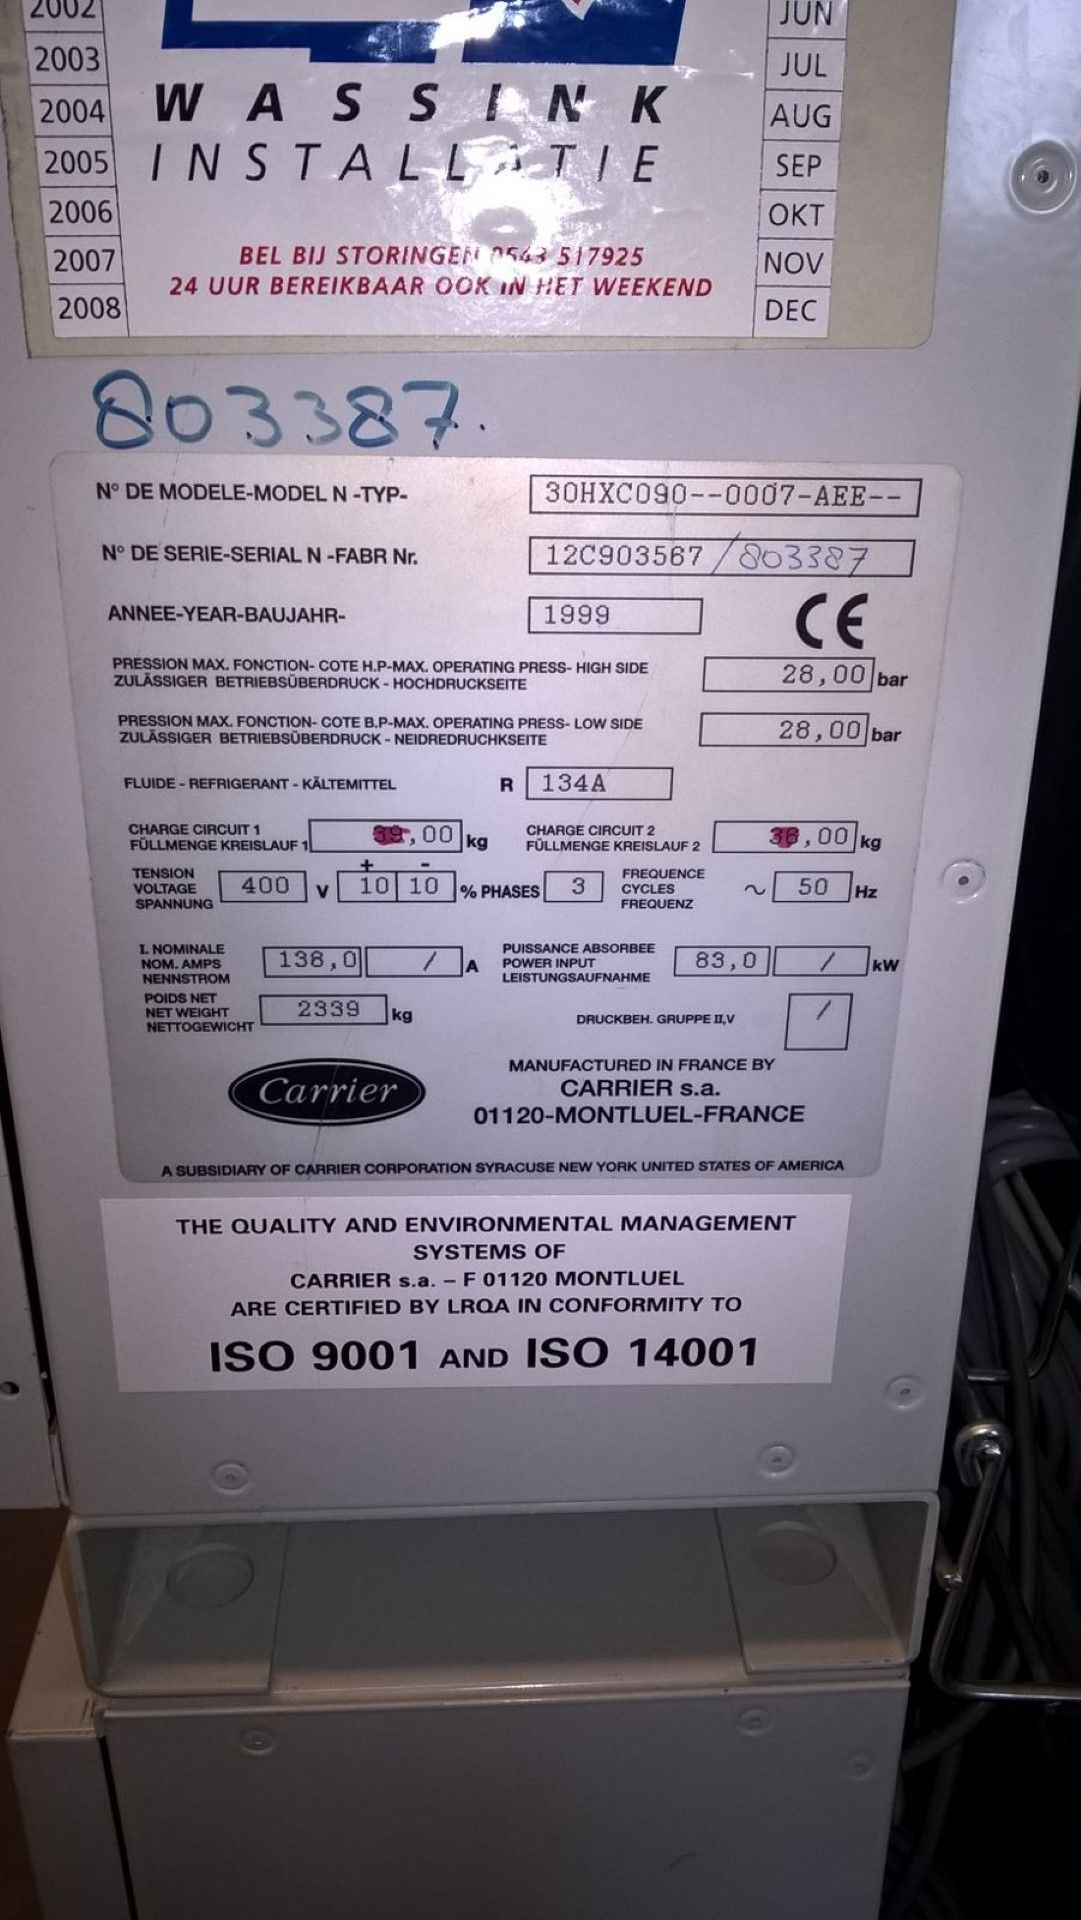 2002
2003
2004
2005
2006
2007
2008
WASSINK
INSTALLATIE
BEL BIJ STORINGEN 0543 517925
24 UUR BEREIKBAAR OOK IN HET WEEKEND
JUN
JUL
AUG
SEP
OKT
NOV
DEC
803387.
N° DE MODELE-MODEL N -TYP- 30HXC090--0007-AEE--
N° DE SERIE-SERIAL N -FABR Nr. 12C903567 / 803387
ANNEE-YEAR-BAUJAHR- 1999 CE
PRESSION MAX. FONCTION- COTE H.P-MAX. OPERATING PRESS- HIGH SIDE
ZULÄSSIGER BETRIEBSÜBERDRUCK - HOCHDRUCKSEITE 28,00 bar
PRESSION MAX. FONCTION- COTE B.P-MAX. OPERATING PRESS- LOW SIDE
ZULÄSSIGER BETRIEBSÜBERDRUCK - NEIDREDRUCHKSEITE 28,00 bar
FLUIDE - REFRIGERANT - KÄLTEMITTEL R 134A
CHARGE CIRCUIT 1
FÜLLMENGE KREISLAUF 1 39,00 kg
CHARGE CIRCUIT 2
FÜLLMENGE KREISLAUF 2 36,00 kg
TENSION
VOLTAGE
SPANNUNG
400 V + 10 - 10 % PHASES 3
FREQUENCE
CYCLES
FREQUENZ
~ 50 Hz
I. NOMINALE
NOM. AMPS
NENNSTROM
138,0 / A
PUISSANCE ABSORBEE
POWER INPUT
LEISTUNGSAUFNAHME
83,0 / kW
POIDS NET
NET WEIGHT
NETTOGEWICHT
2339 kg
DRUCKBEH. GRUPPE II,V /
Carrier
MANUFACTURED IN FRANCE BY
CARRIER s.a.
01120-MONTLUEL-FRANCE
A SUBSIDIARY OF CARRIER CORPORATION SYRACUSE NEW YORK UNITED STATES OF AMERICA
THE QUALITY AND ENVIRONMENTAL MANAGEMENT
SYSTEMS OF
CARRIER s.a. – F 01120 MONTLUEL
ARE CERTIFIED BY LRQA IN CONFORMITY TO
ISO 9001 AND ISO 14001